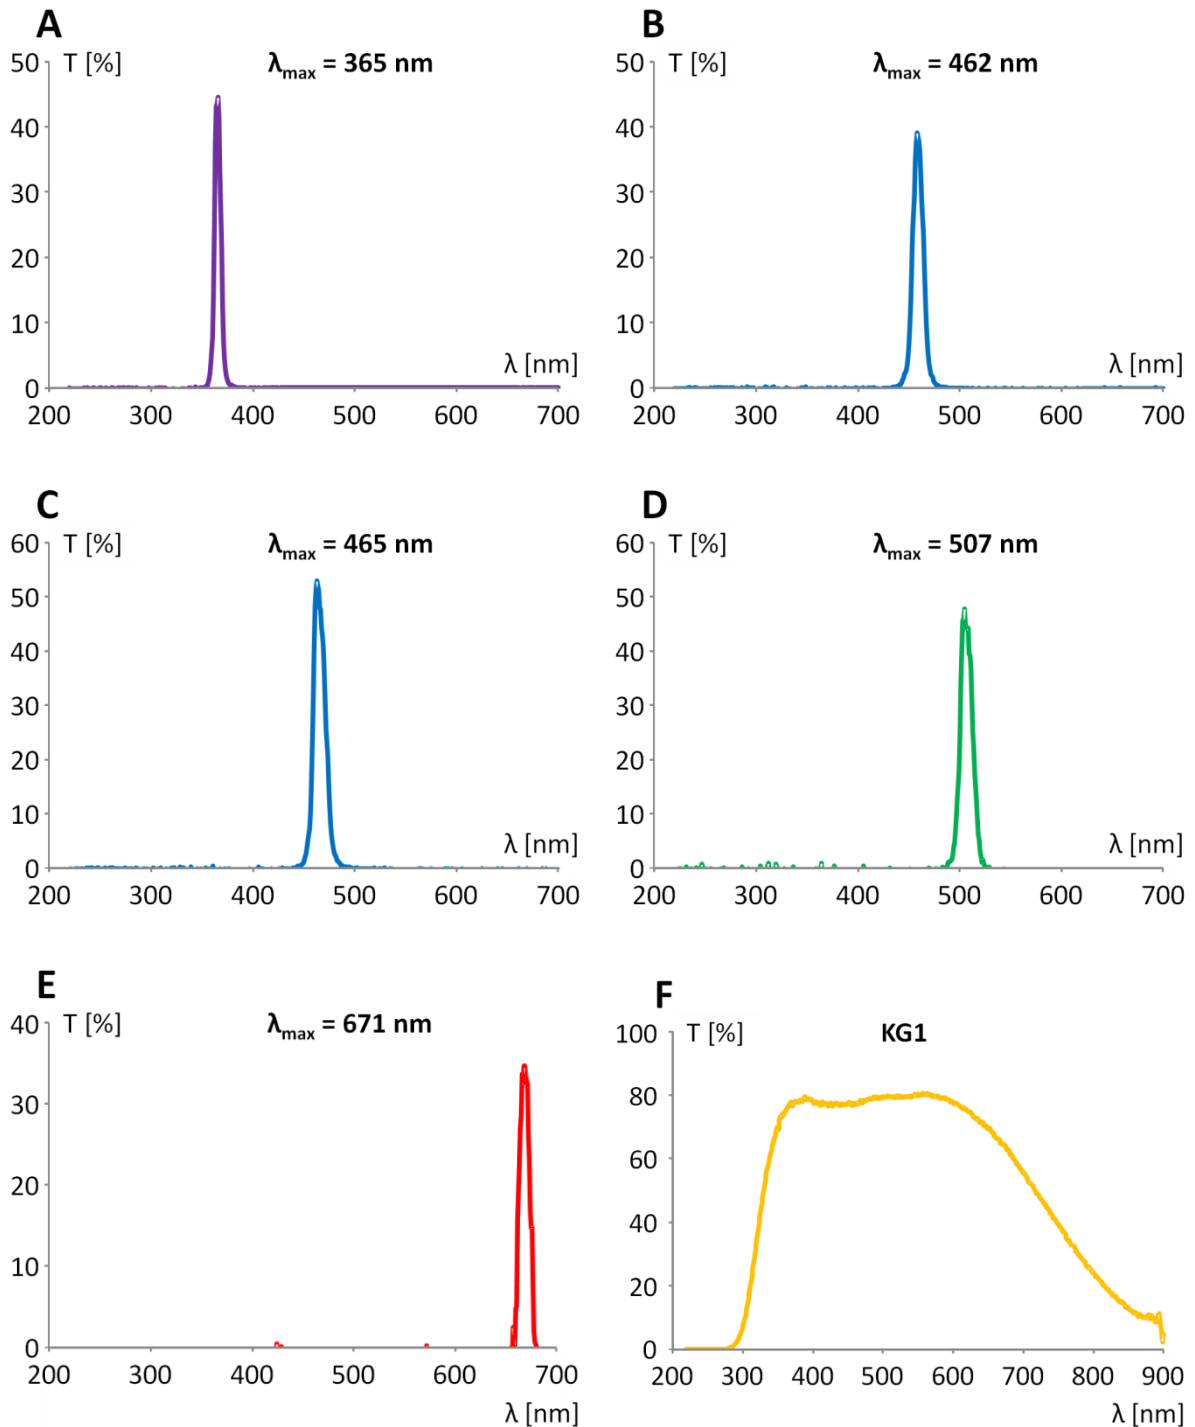 A
T [%]
λmax = 365 nm
50
40
30
20
10
0
λ [nm]
200 300 400 500 600 700
B
T [%]
λmax = 462 nm
50
40
30
20
10
0
λ [nm]
200 300 400 500 600 700
C
T [%]
λmax = 465 nm
60
50
40
30
20
10
0
λ [nm]
200 300 400 500 600 700
D
T [%]
λmax = 507 nm
60
50
40
30
20
10
0
λ [nm]
200 300 400 500 600 700
E
T [%]
λmax = 671 nm
40
30
20
10
0
200 300 400 500 600 700
λ [nm]
F
T [%]
KG1
100
80
60
40
20
0
200 300 400 500 600 700 800 900
λ [nm]